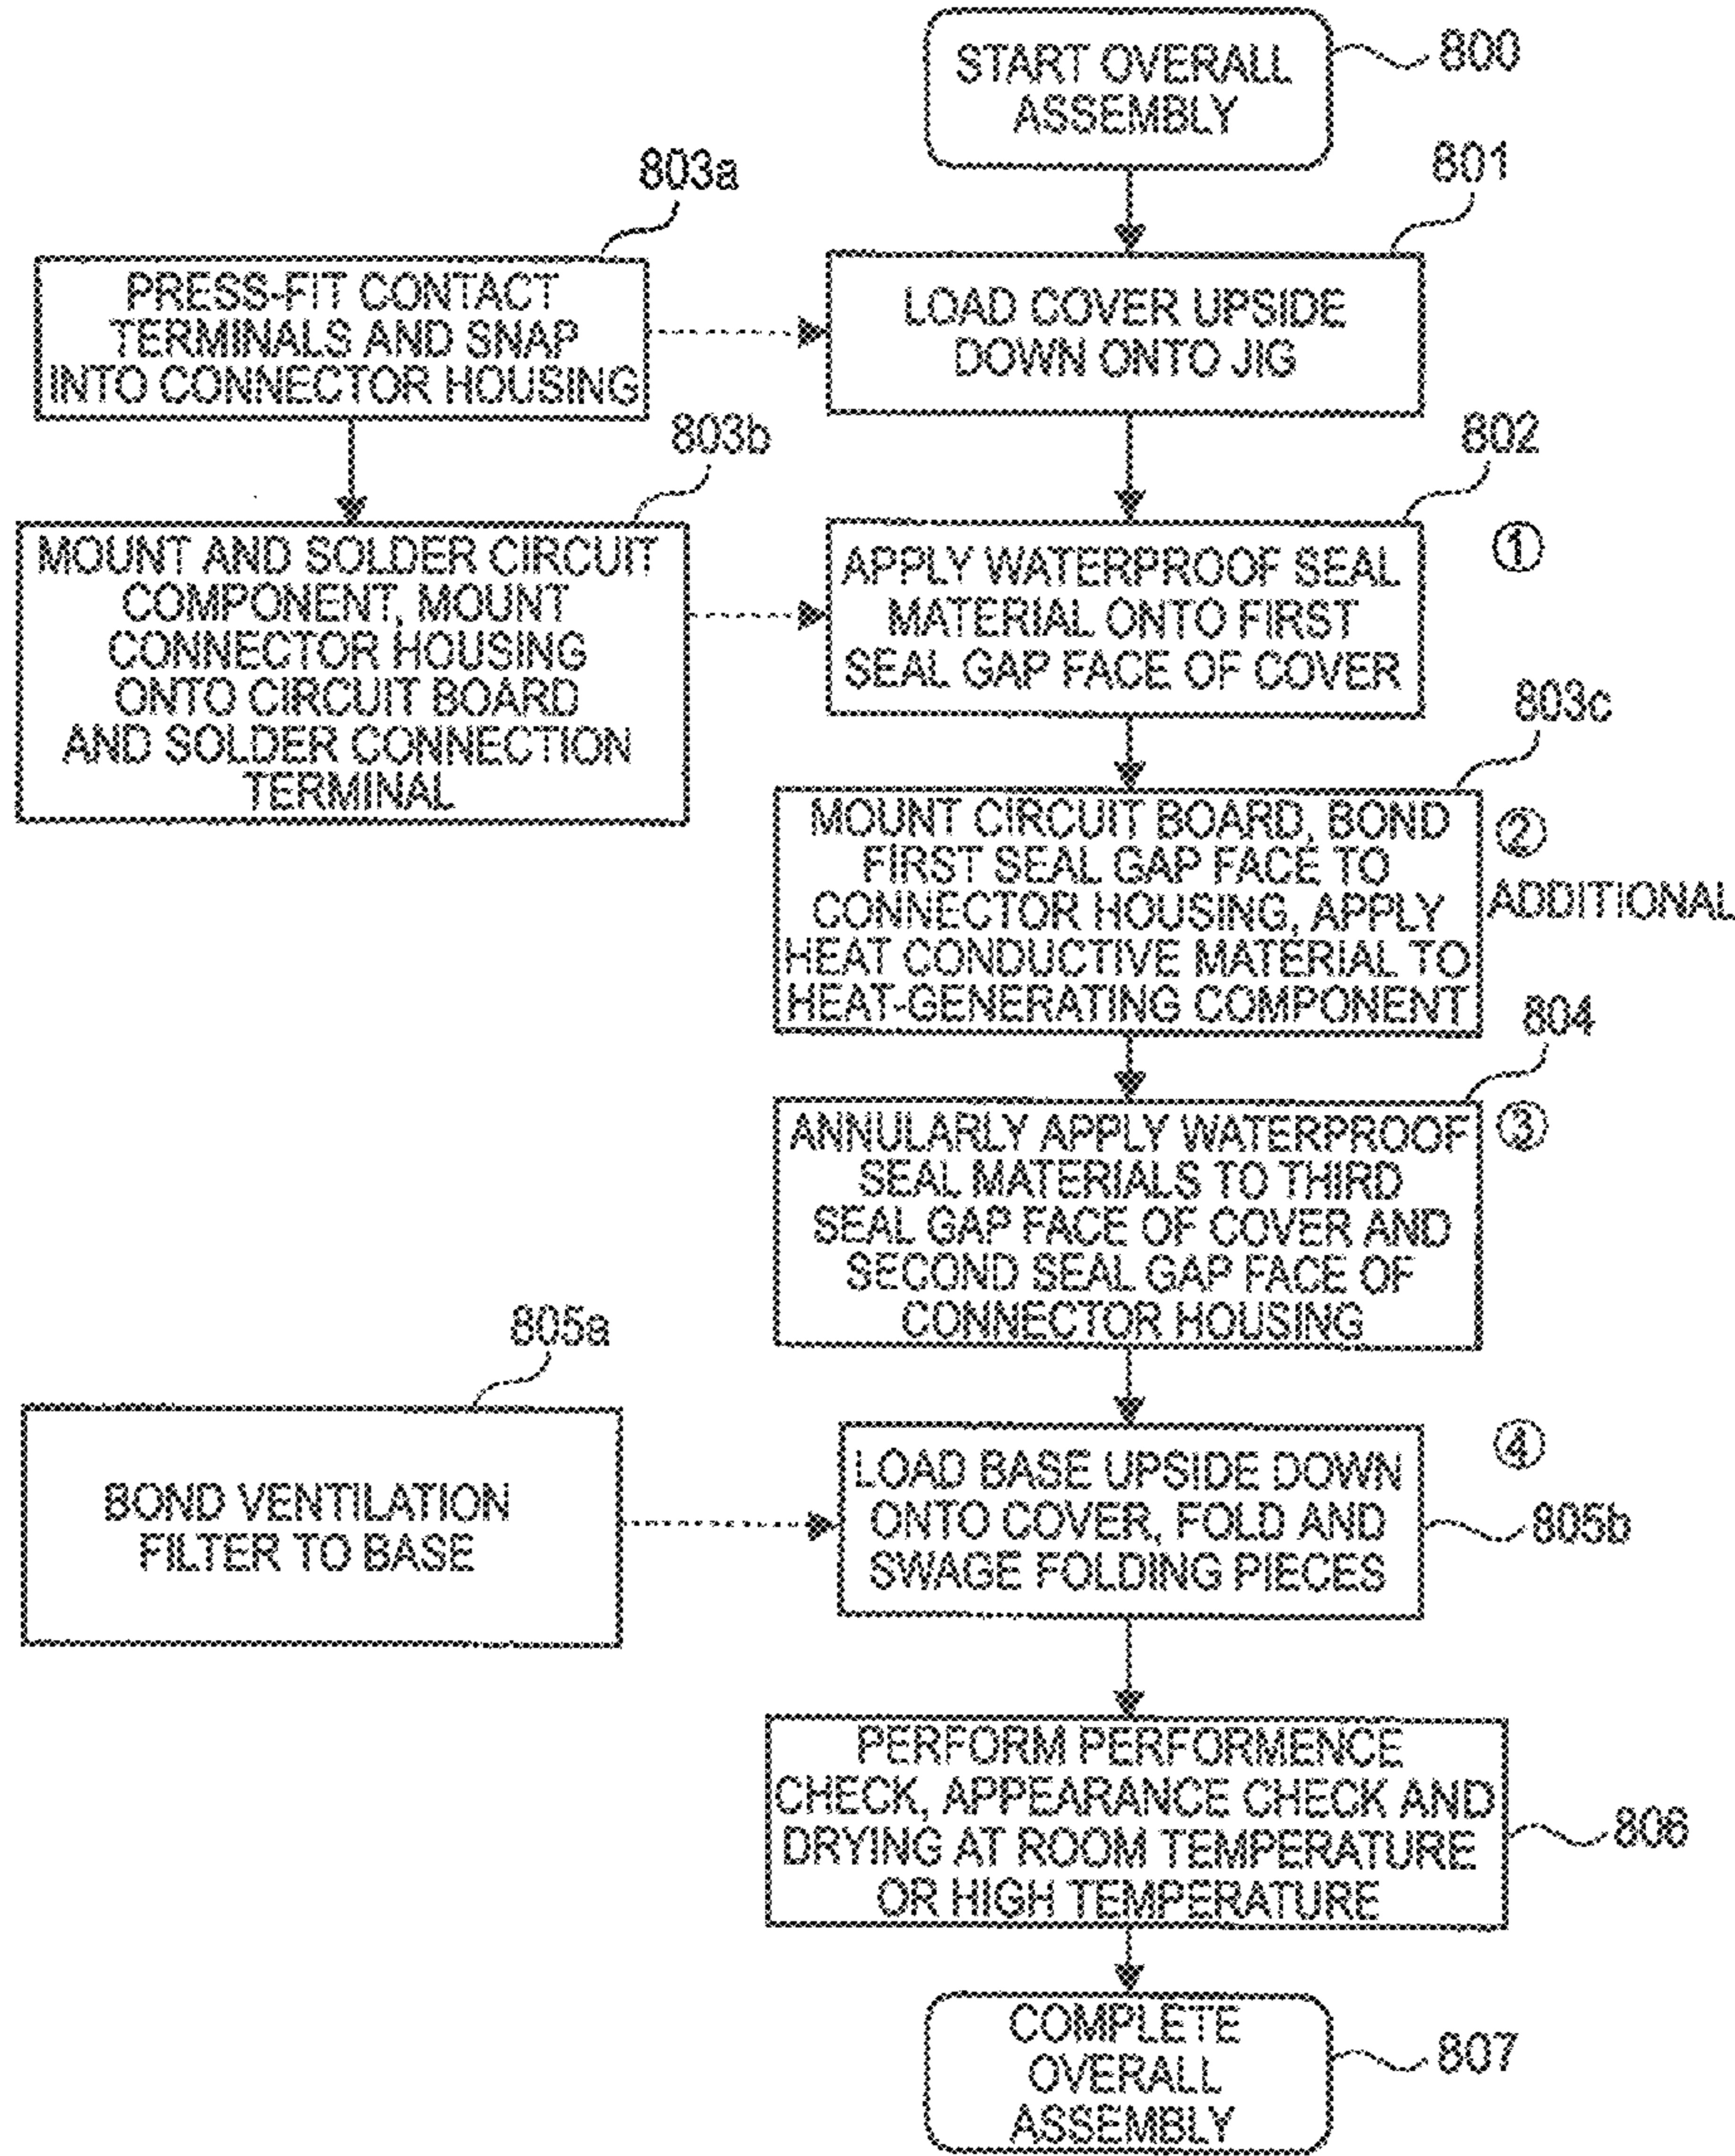 START OVERALL
ASSEMBLY
800
803a
801
PRESS-FIT CONTACT
TERMINALS AND SNAP
INTO CONNECTOR HOUSING
LOAD COVER UPSIDE
DOWN ONTO JIG
803b
802
MOUNT AND SOLDER CIRCUIT
COMPONENT, MOUNT
CONNECTOR HOUSING
ONTO CIRCUIT BOARD
AND SOLDER CONNECTION
TERMINAL
APPLY WATERPROOF SEAL
MATERIAL ONTO FIRST
SEAL GAP FACE OF COVER
①
803c
MOUNT CIRCUIT BOARD, BOND
FIRST SEAL GAP FACE TO
CONNECTOR HOUSING, APPLY
HEAT CONDUCTIVE MATERIAL TO
HEAT-GENERATING COMPONENT
②
ADDITIONAL
804
ANNULARLY APPLY WATERPROOF
SEAL MATERIALS TO THIRD
SEAL GAP FACE OF COVER AND
SECOND SEAL GAP FACE OF
CONNECTOR HOUSING
③
805a
BOND VENTILATION
FILTER TO BASE
LOAD BASE UPSIDE DOWN
ONTO COVER, FOLD AND
SWAGE FOLDING PIECES
④
805b
PERFORM PERFORMENCE
CHECK, APPEARANCE CHECK AND
DRYING AT ROOM TEMPERATURE
OR HIGH TEMPERATURE
806
COMPLETE
OVERALL
ASSEMBLY
807